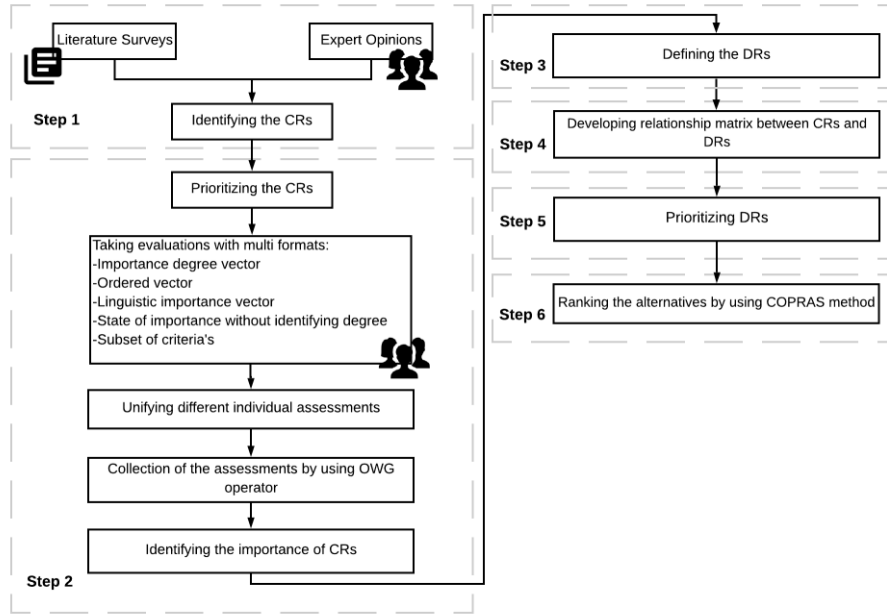 Literature Surveys
Expert Opinions
Step 1
Identifying the CRs
Prioritizing the CRs
Taking evaluations with multi formats:
-Importance degree vector
-Ordered vector
-Linguistic importance vector
-State of importance without identifying degree
-Subset of criteria's
Unifying different individual assessments
Collection of the assessments by using OWG
operator
Identifying the importance of CRs
Step 2
Step 3
Defining the DRs
Step 4
Developing relationship matrix between CRs and
DRs
Step 5
Prioritizing DRs
Step 6
Ranking the alternatives by using COPRAS method